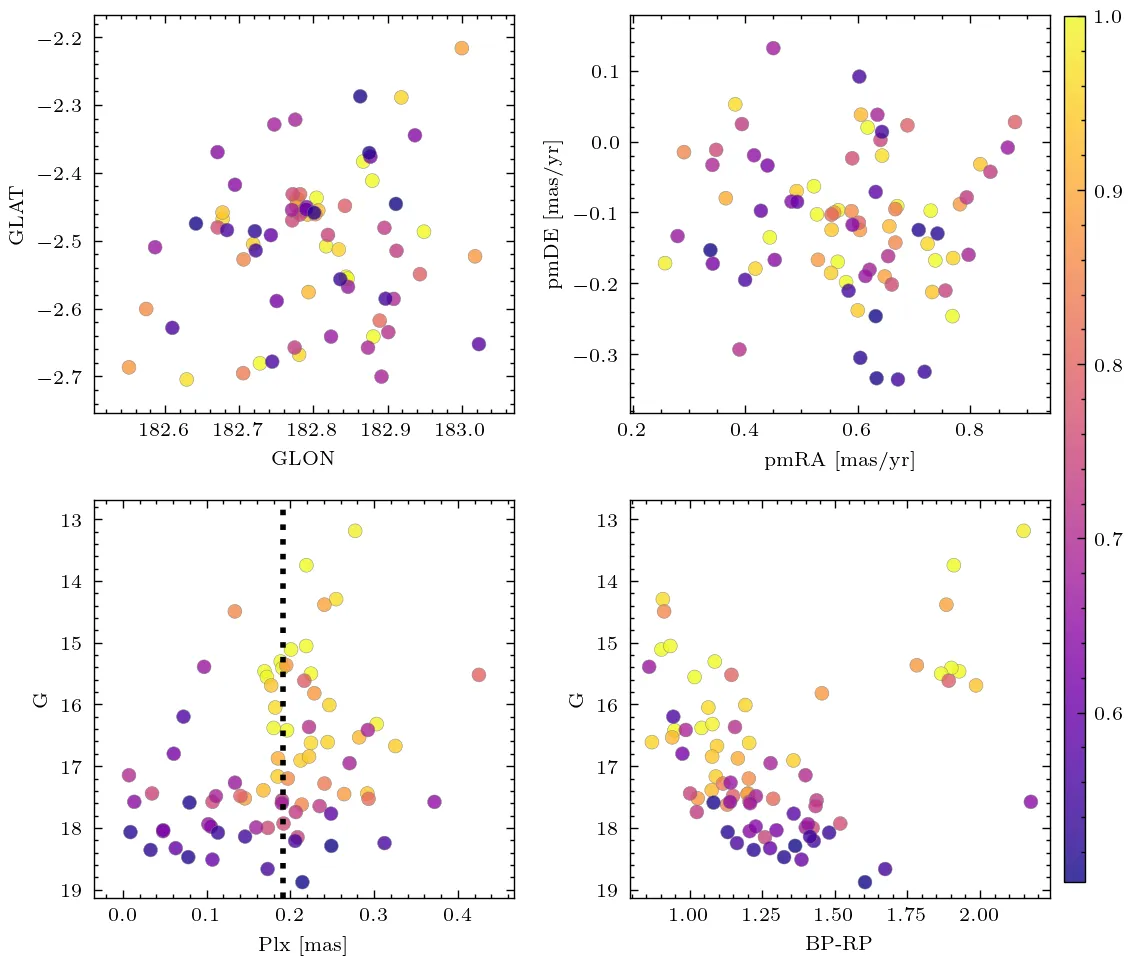 −2.2
−2.3
−2.4
−2.5
−2.6
−2.7
GLAT
182.6 182.7 182.8 182.9 183.0
GLON
0.1
0.0
−0.1
−0.2
−0.3
pmDE [mas/yr]
0.2 0.4 0.6 0.8
pmRA [mas/yr]
13
14
15
16
17
18
19
G
0.0 0.1 0.2 0.3 0.4
Plx [mas]
13
14
15
16
17
18
19
G
1.00 1.25 1.50 1.75 2.00
BP-RP
1.0
0.9
0.8
0.7
0.6